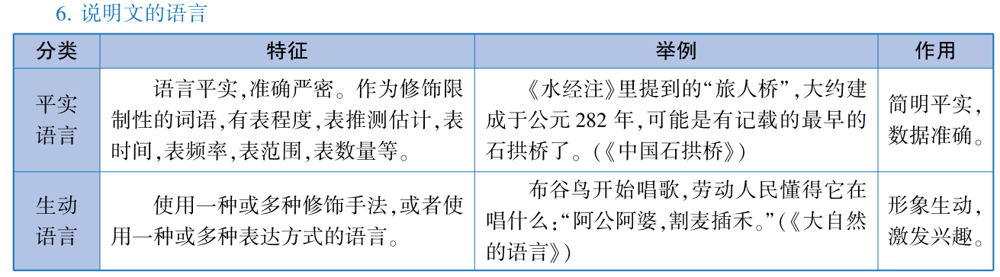 6. 说明文的语言
分类 特征 举例 作用
平实
语言
语言平实,准确严密。作为修饰限
制性的词语,有表程度,表推测估计,表
时间,表频率,表范围,表数量等。
《水经注》里提到的“旅人桥”,大约建
成于公元 282 年,可能是有记载的最早的
石拱桥了。(《中国石拱桥》)
简明平实,
数据准确。
生动
语言
使用一种或多种修饰手法,或者使
用一种或多种表达方式的语言。
布谷鸟开始唱歌,劳动人民懂得它在
唱什么:“阿公阿婆,割麦插禾。”(《大自然
的语言》)
形象生动,
激发兴趣。